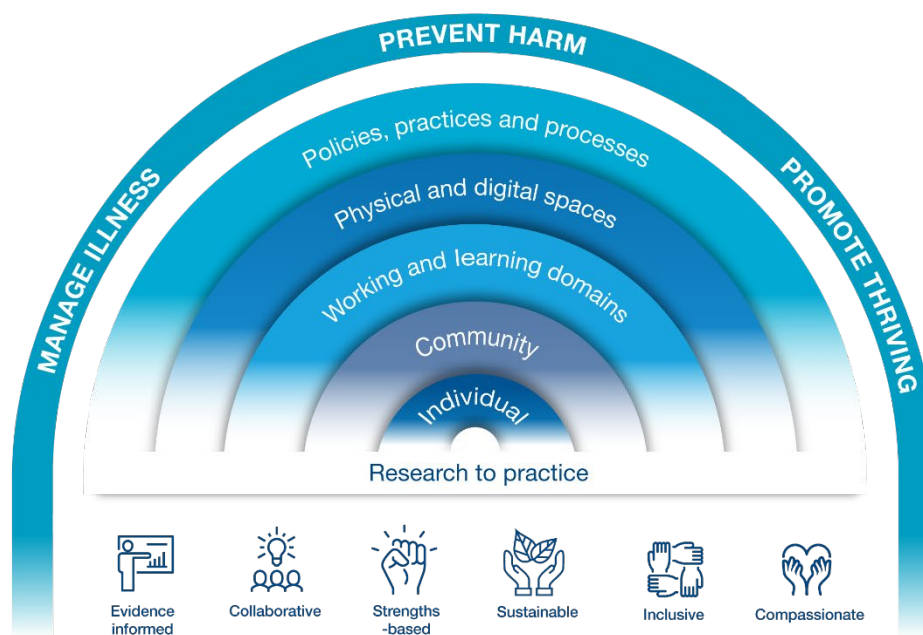 PREVENT HARM
MANAGE ILLNESS
PROMOTE THRIVING
Policies, practices and processes
Physical and digital spaces
Working and learning domains
Community
Individual
Research to practice
Evidence
informed
Collaborative
Strengths
-based
Sustainable
Inclusive
Compassionate